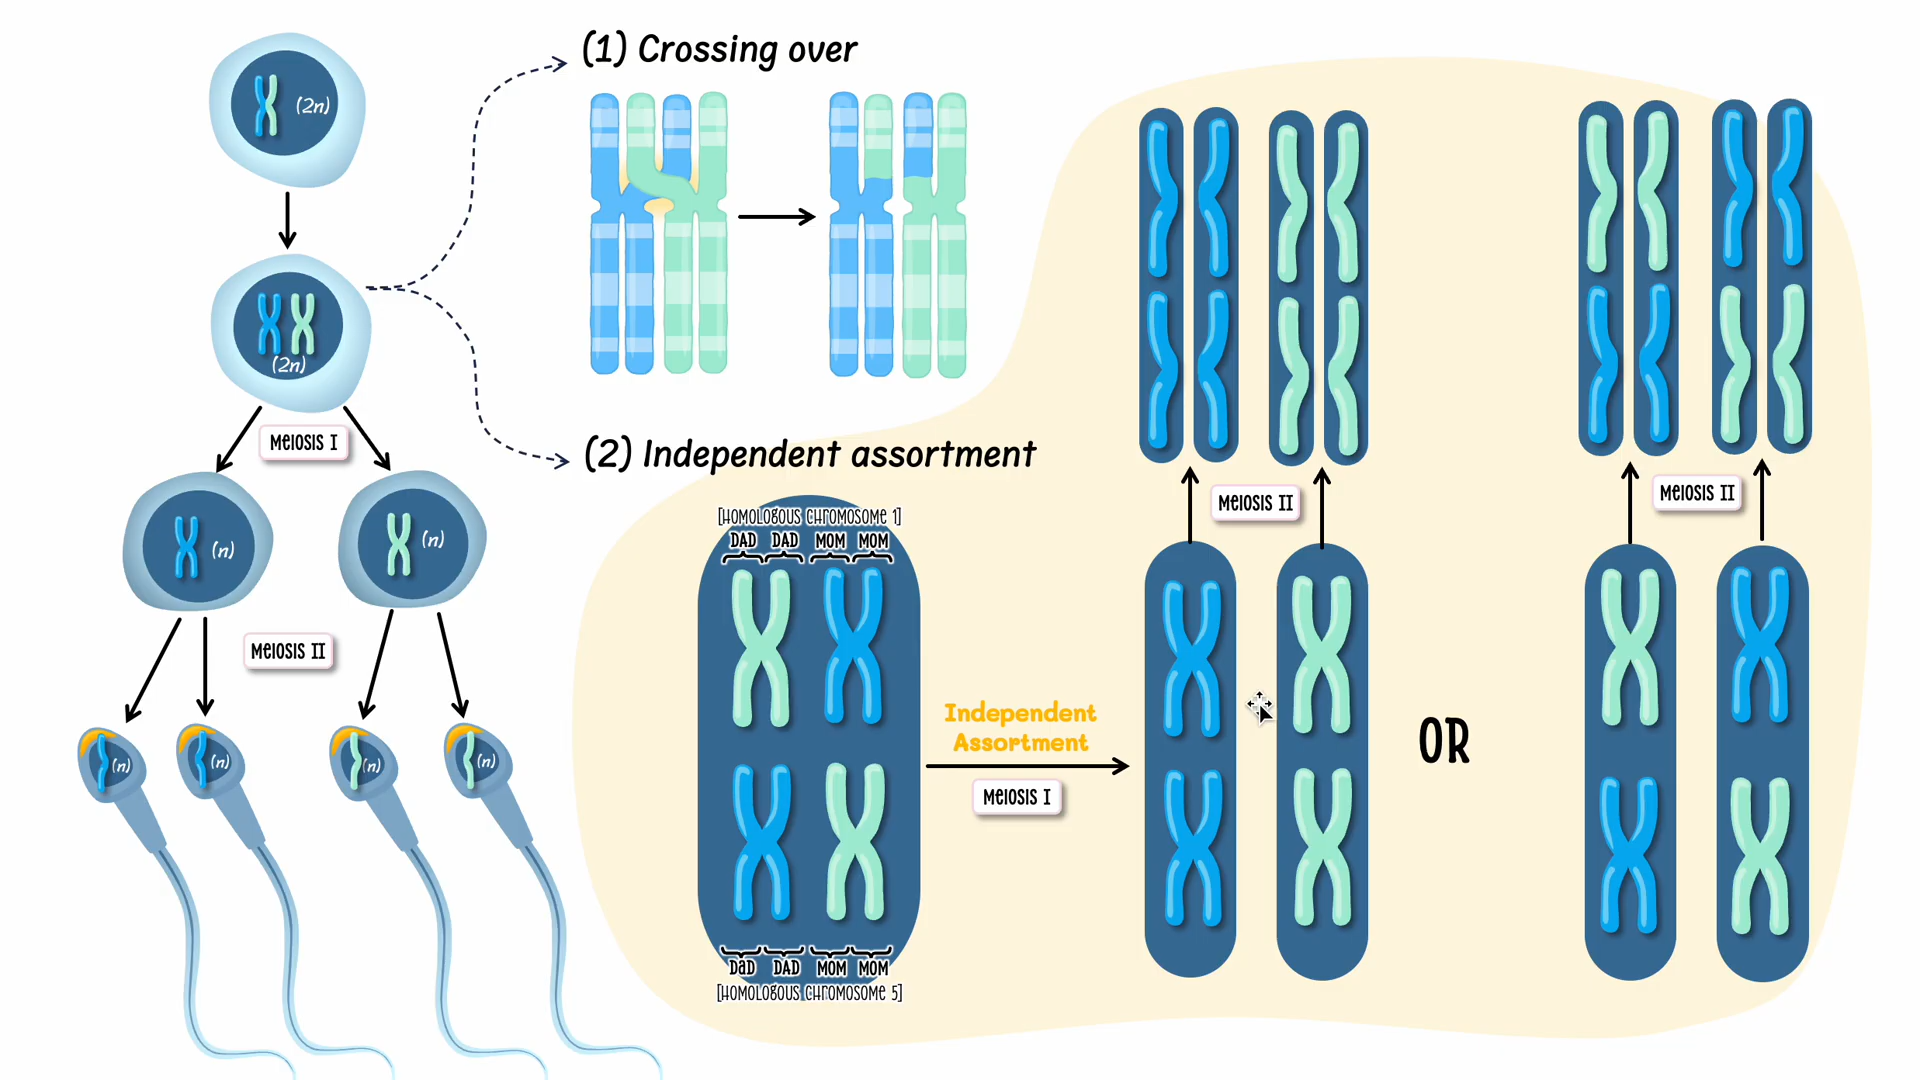 (2n)
(2n)
MEIOSIS I
(n)
(n)
MEIOSIS II
(n)
(n)
(n)
(n)
(1) Crossing over
(2) Independent assortment
[HOMOLOGOUS CHROMOSOME 1]
DAD DAD MOM MOM
DAD DAD MOM MOM
[HOMOLOGOUS CHROMOSOME 5]
Independent
Assortment
MEIOSIS I
MEIOSIS II
OR
MEIOSIS II